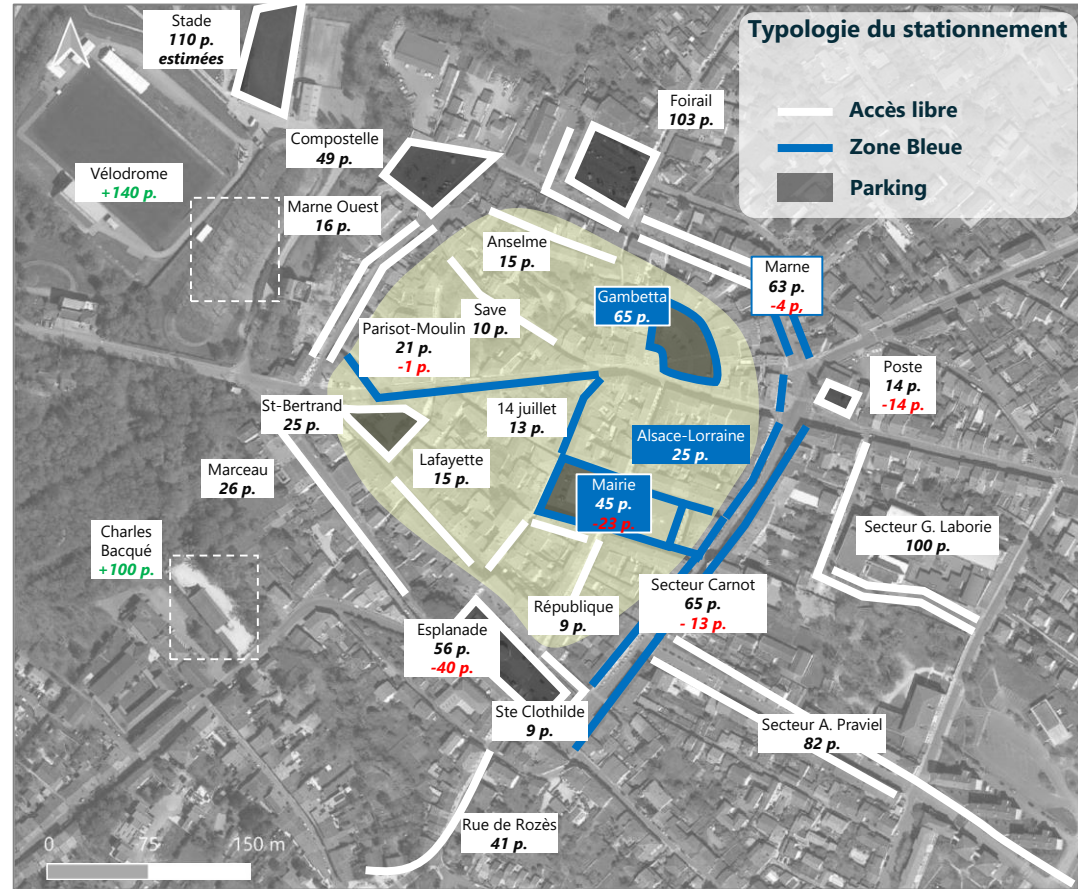 Typologie du stationnement
Accès libre
Zone Bleue
Parking
Stade
110 p.
estimées
Foirail
103 p.
Compostelle
49 p.
Vélodrome
+140 p.
Marne Ouest
16 p.
Anselme
15 p.
Marne
63 p.
-4 p,
Gambetta
65 p.
Save
10 p.
Parisot-Moulin
21 p.
-1 p.
Poste
14 p.
-14 p.
St-Bertrand
25 p.
14 juillet
13 p.
Alsace-Lorraine
25 p.
Lafayette
15 p.
Marceau
26 p.
Mairie
45 p.
-23 p.
Charles
Bacqué
+100 p.
Secteur G. Laborie
100 p.
Secteur Carnot
65 p.
- 13 p.
République
9 p.
Esplanade
56 p.
-40 p.
Ste Clothilde
9 p.
Secteur A. Praviel
82 p.
Rue de Rozès
41 p.
0 75 150 m